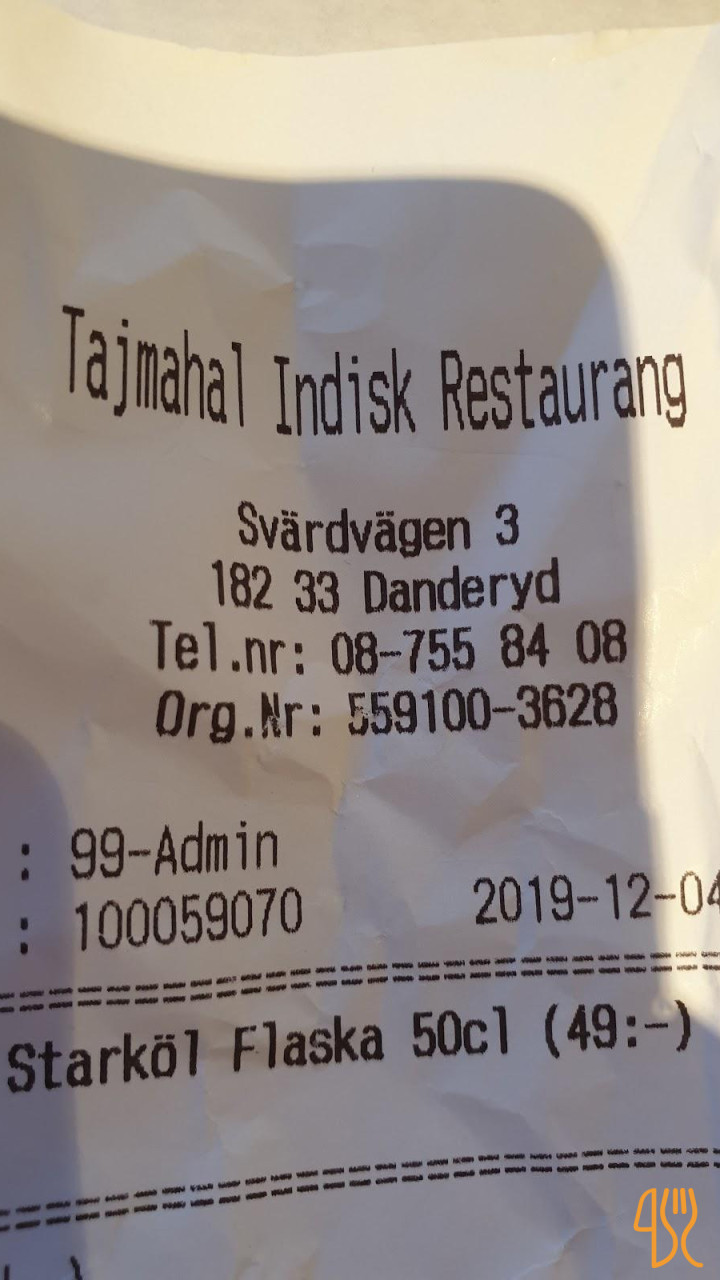 Tajmahal Indisk Restaurang
Svärdvägen 3
182 33 Danderyd
Tel.nr: 08-755 84 08
Org.Nr: 559100-3628
: 99-Admin
: 100059070 2019-12-04
Starköl Flaska 50cl (49:-)